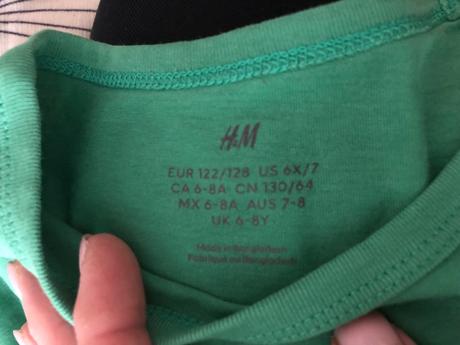 H&M
EUR 122/128 US 6X/7
CA 6-8A CN 130/64
MX 6-8A AUS 7-8
UK 6-8Y
Made in Bangladesh
Fabriqué au Bangladesh